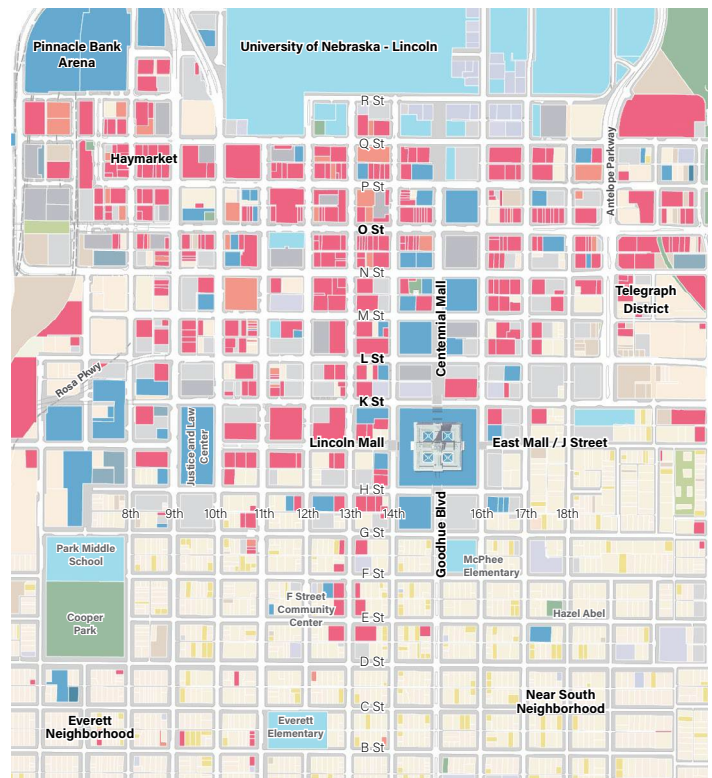 Pinnacle Bank
Arena
University of Nebraska - Lincoln
R St
Q St
Haymarket
Antelope Parkway
P St
O St
N St
Centennial Mall
Telegraph
District
M St
L St
Rosa Pkwy
K St
Justice and Law
Center
Lincoln Mall
East Mall / J Street
H St
8th
9th
10th
11th
12th
13th
14th
16th
17th
18th
Goodhue Blvd
G St
Park Middle
School
McPhee
Elementary
F St
F Street
Community
Center
Cooper
Park
E St
Hazel Abel
D St
C St
Near South
Neighborhood
Everett
Neighborhood
Everett
Elementary
B St